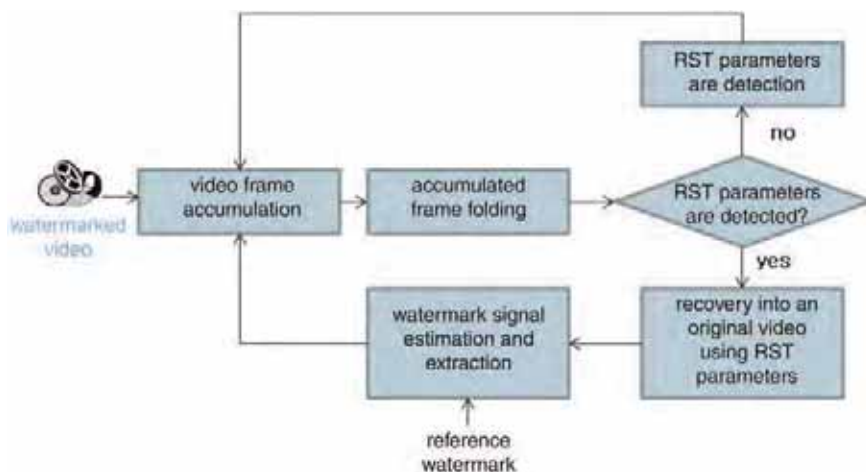 RST parameters
are detection
no
video frame
accumulation
accumulated
frame folding
RST parameters
are detected?
watermarked
video
yes
watermark signal
estimation and
extraction
recovery into an
original video
using RST
parameters
reference
watermark